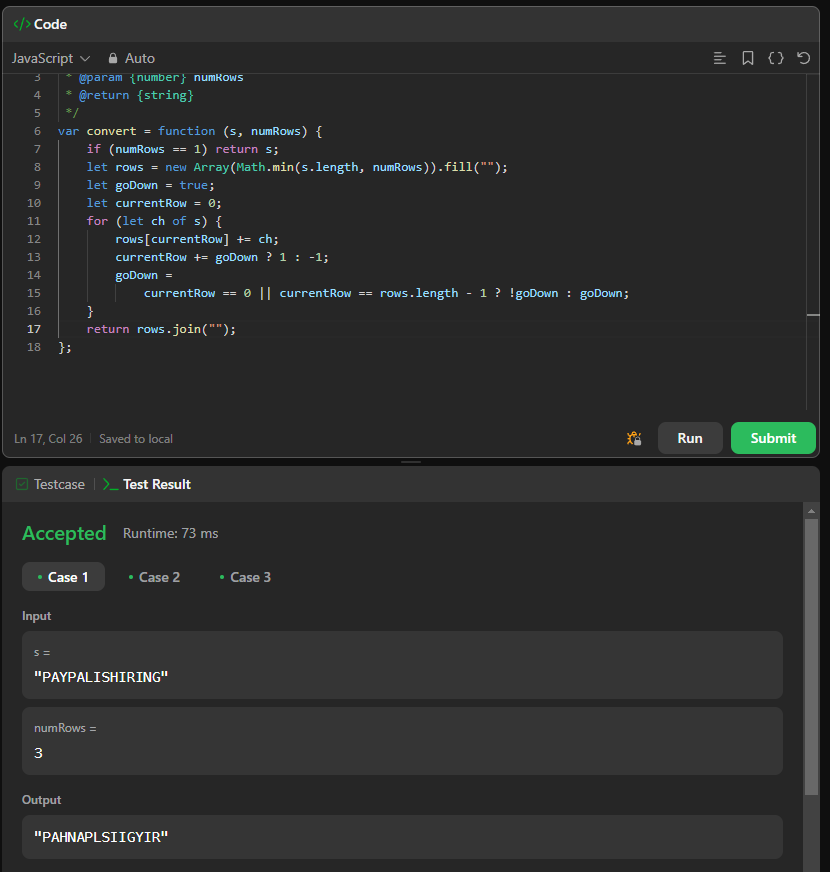 </> Code
JavaScript Auto
3 * @param {number} numRows
4 * @return {string}
5 */
6 var convert = function (s, numRows) {
7 if (numRows == 1) return s;
8 let rows = new Array(Math.min(s.length, numRows)).fill("");
9 let goDown = true;
10 let currentRow = 0;
11 for (let ch of s) {
12 rows[currentRow] += ch;
13 currentRow += goDown ? 1 : -1;
14 goDown =
15 currentRow == 0 || currentRow == rows.length - 1 ? !goDown : goDown;
16 }
17 return rows.join("");
18 };
Ln 17, Col 26 Saved to local Run Submit
Testcase >_ Test Result
Accepted Runtime: 73 ms
Case 1 Case 2 Case 3
Input
s =
"PAYPALISHIRING"
numRows =
3
Output
"PAHNAPLSIIGYIR"